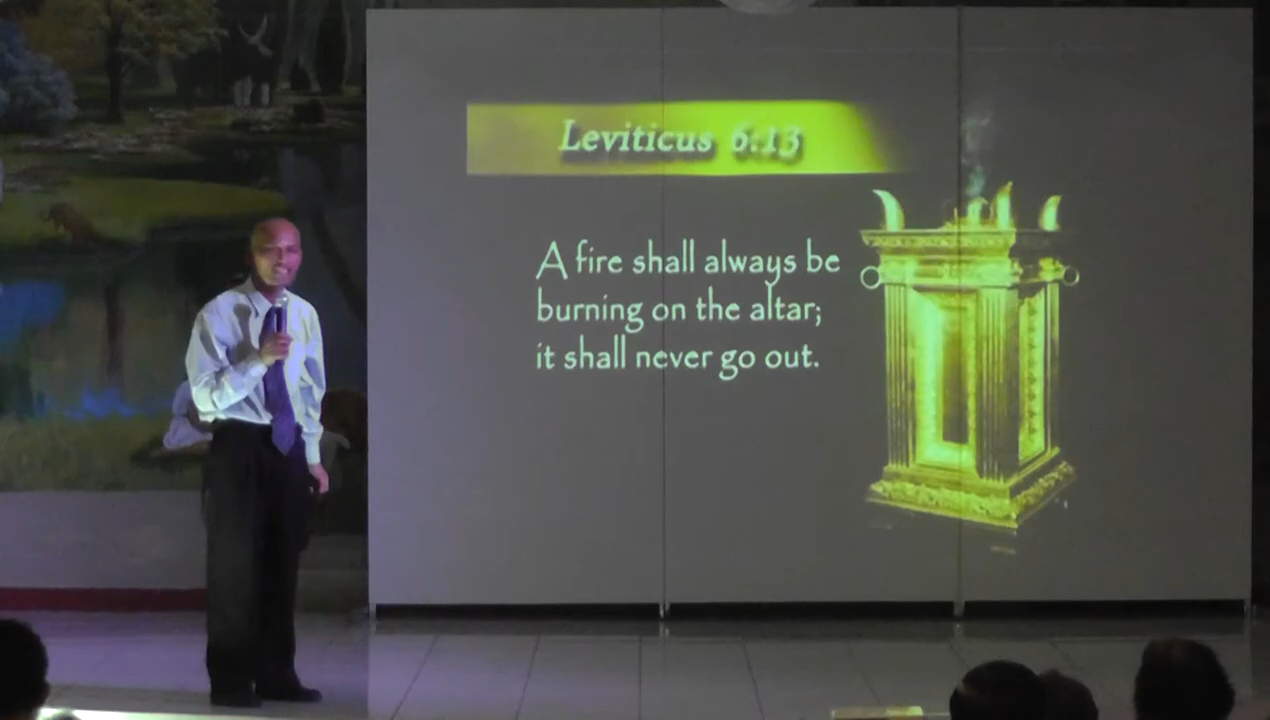 Leviticus 6:13
A fire shall always be
burning on the altar;
it shall never go out.